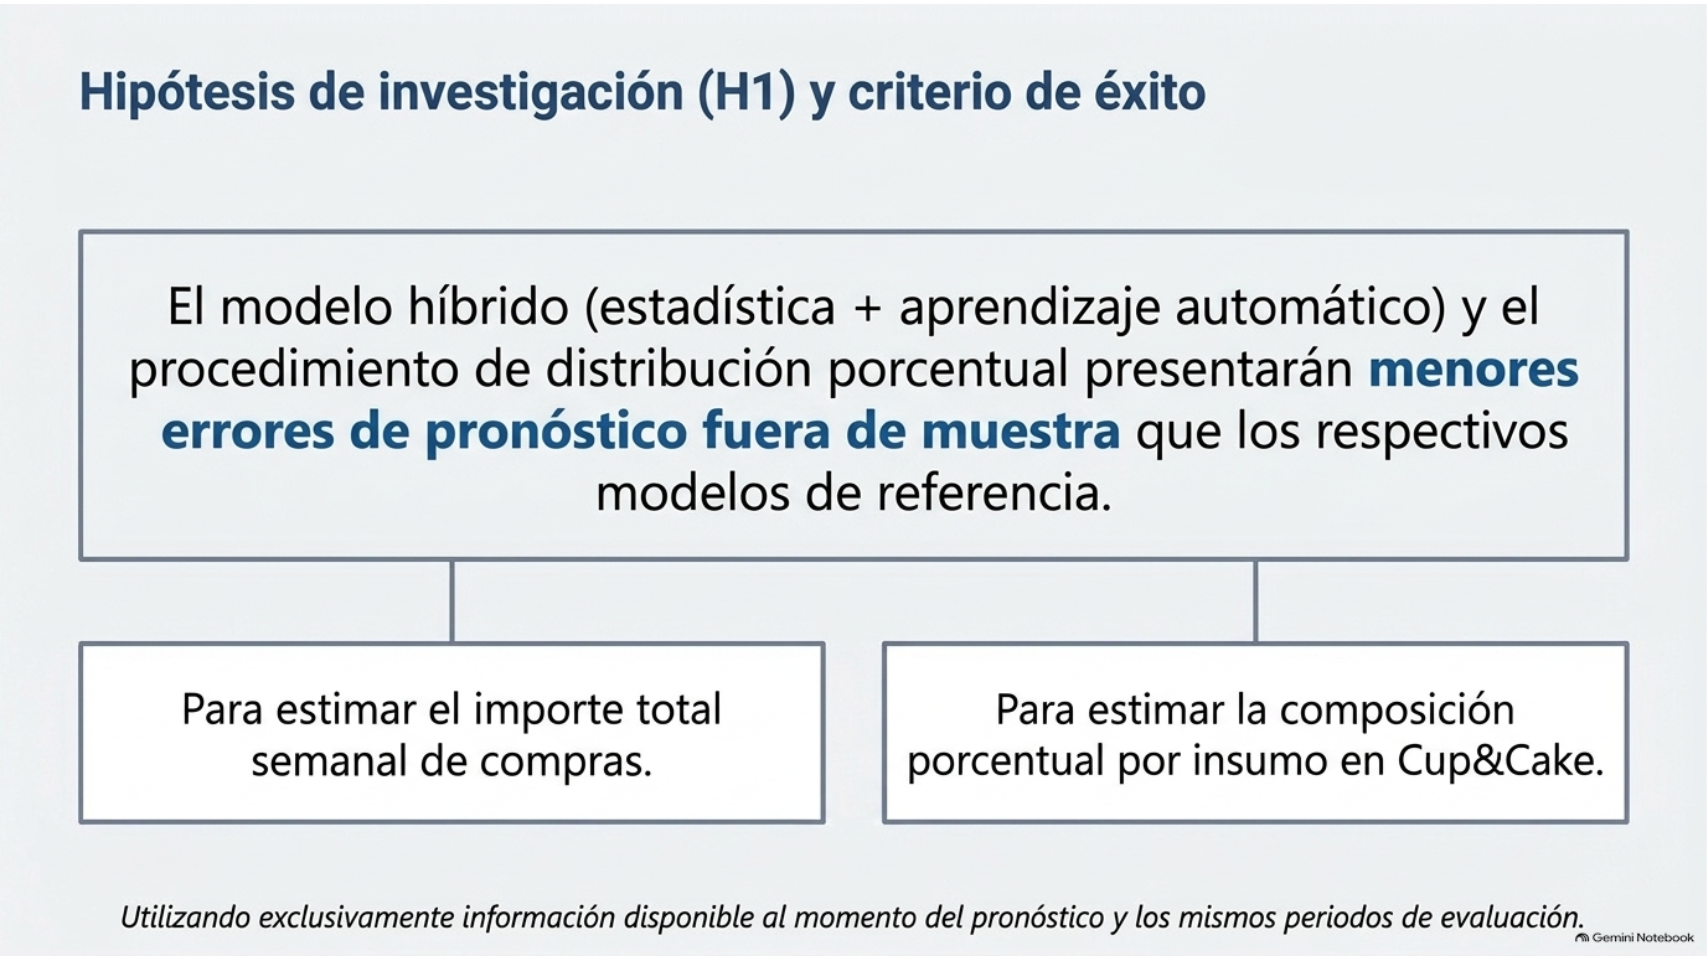 Hipótesis de investigación (H1) y criterio de éxito
El modelo híbrido (estadística + aprendizaje automático) y el
procedimiento de distribución porcentual presentarán menores
errores de pronóstico fuera de muestra que los respectivos
modelos de referencia.
Para estimar el importe total
semanal de compras.
Para estimar la composición
porcentual por insumo en Cup&Cake.
Utilizando exclusivamente información disponible al momento del pronóstico y los mismos periodos de evaluación.
Gemini Notebook